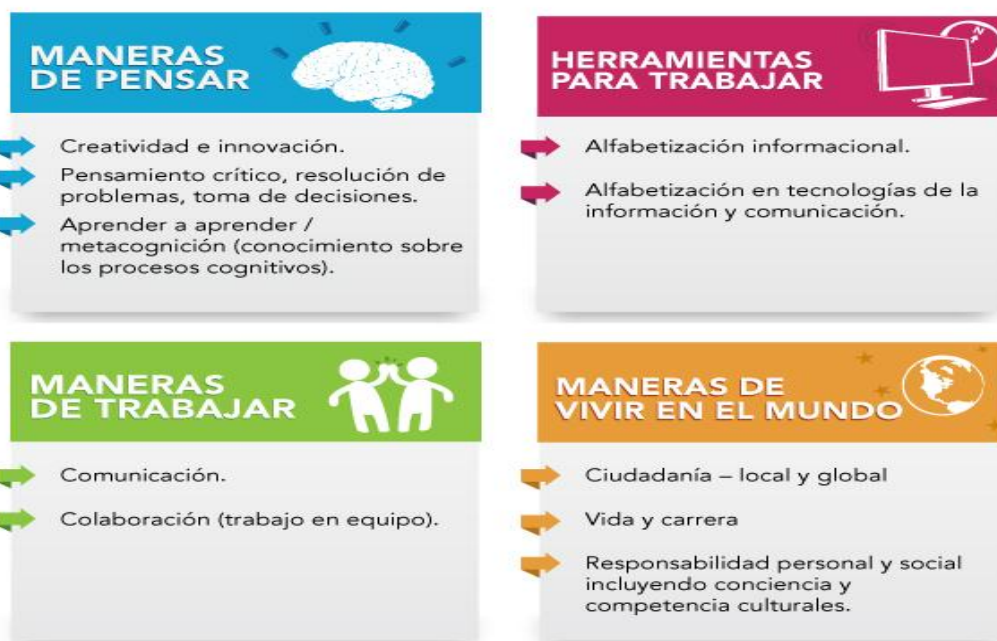 MANERAS
DE PENSAR
Creatividad e innovación.
Pensamiento crítico, resolución de
problemas, toma de decisiones.
Aprender a aprender /
metacognición (conocimiento sobre
los procesos cognitivos).
HERRAMIENTAS
PARA TRABAJAR
N
Alfabetización informacional.
Alfabetización en tecnologías de la
información y comunicación.
MANERAS
DE TRABAJAR
Comunicación.
Colaboración (trabajo en equipo).
MANERAS DE
VIVIR EN EL MUNDO
Ciudadanía – local y global
Vida y carrera
Responsabilidad personal y social
incluyendo conciencia y
competencia culturales.